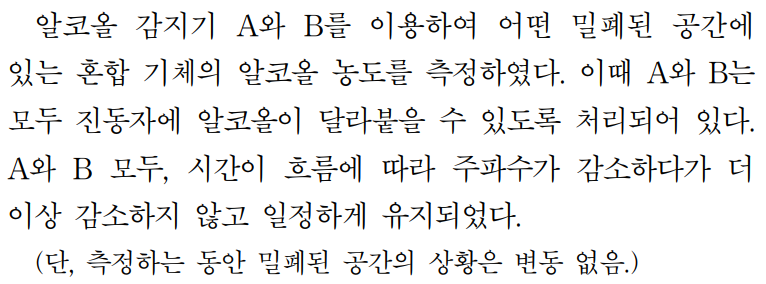 알코올 감지기 A와 B를 이용하여 어떤 밀폐된 공간에
있는 혼합 기체의 알코올 농도를 측정하였다. 이때 A와 B는
모두 진동자에 알코올이 달라붙을 수 있도록 처리되어 있다.
A와 B 모두, 시간이 흐름에 따라 주파수가 감소하다가 더
이상 감소하지 않고 일정하게 유지되었다.
(단, 측정하는 동안 밀폐된 공간의 상황은 변동 없음.)